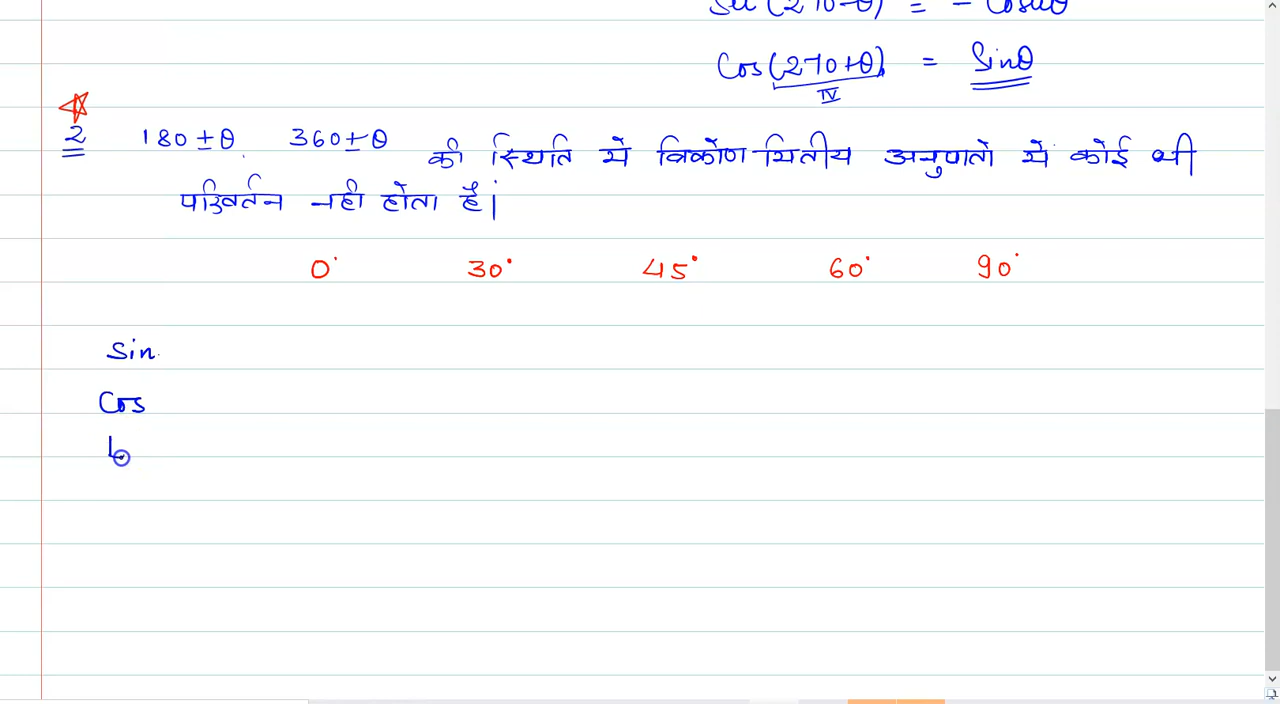 Cos(270+θ) = Sinθ
IV
2 180±θ, 360±θ की स्थिति मे त्रिकोणमितीय अनुपातो मे कोई भी
परिवर्तन नही होता है।
0° 30° 45° 60° 90°
Sin
Cos